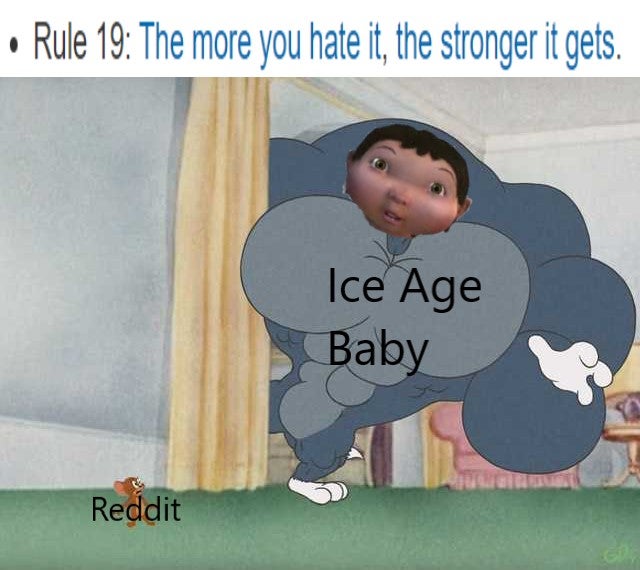 • Rule 19: The more you hate it, the stronger it gets.
Ice Age
Baby
Reddit